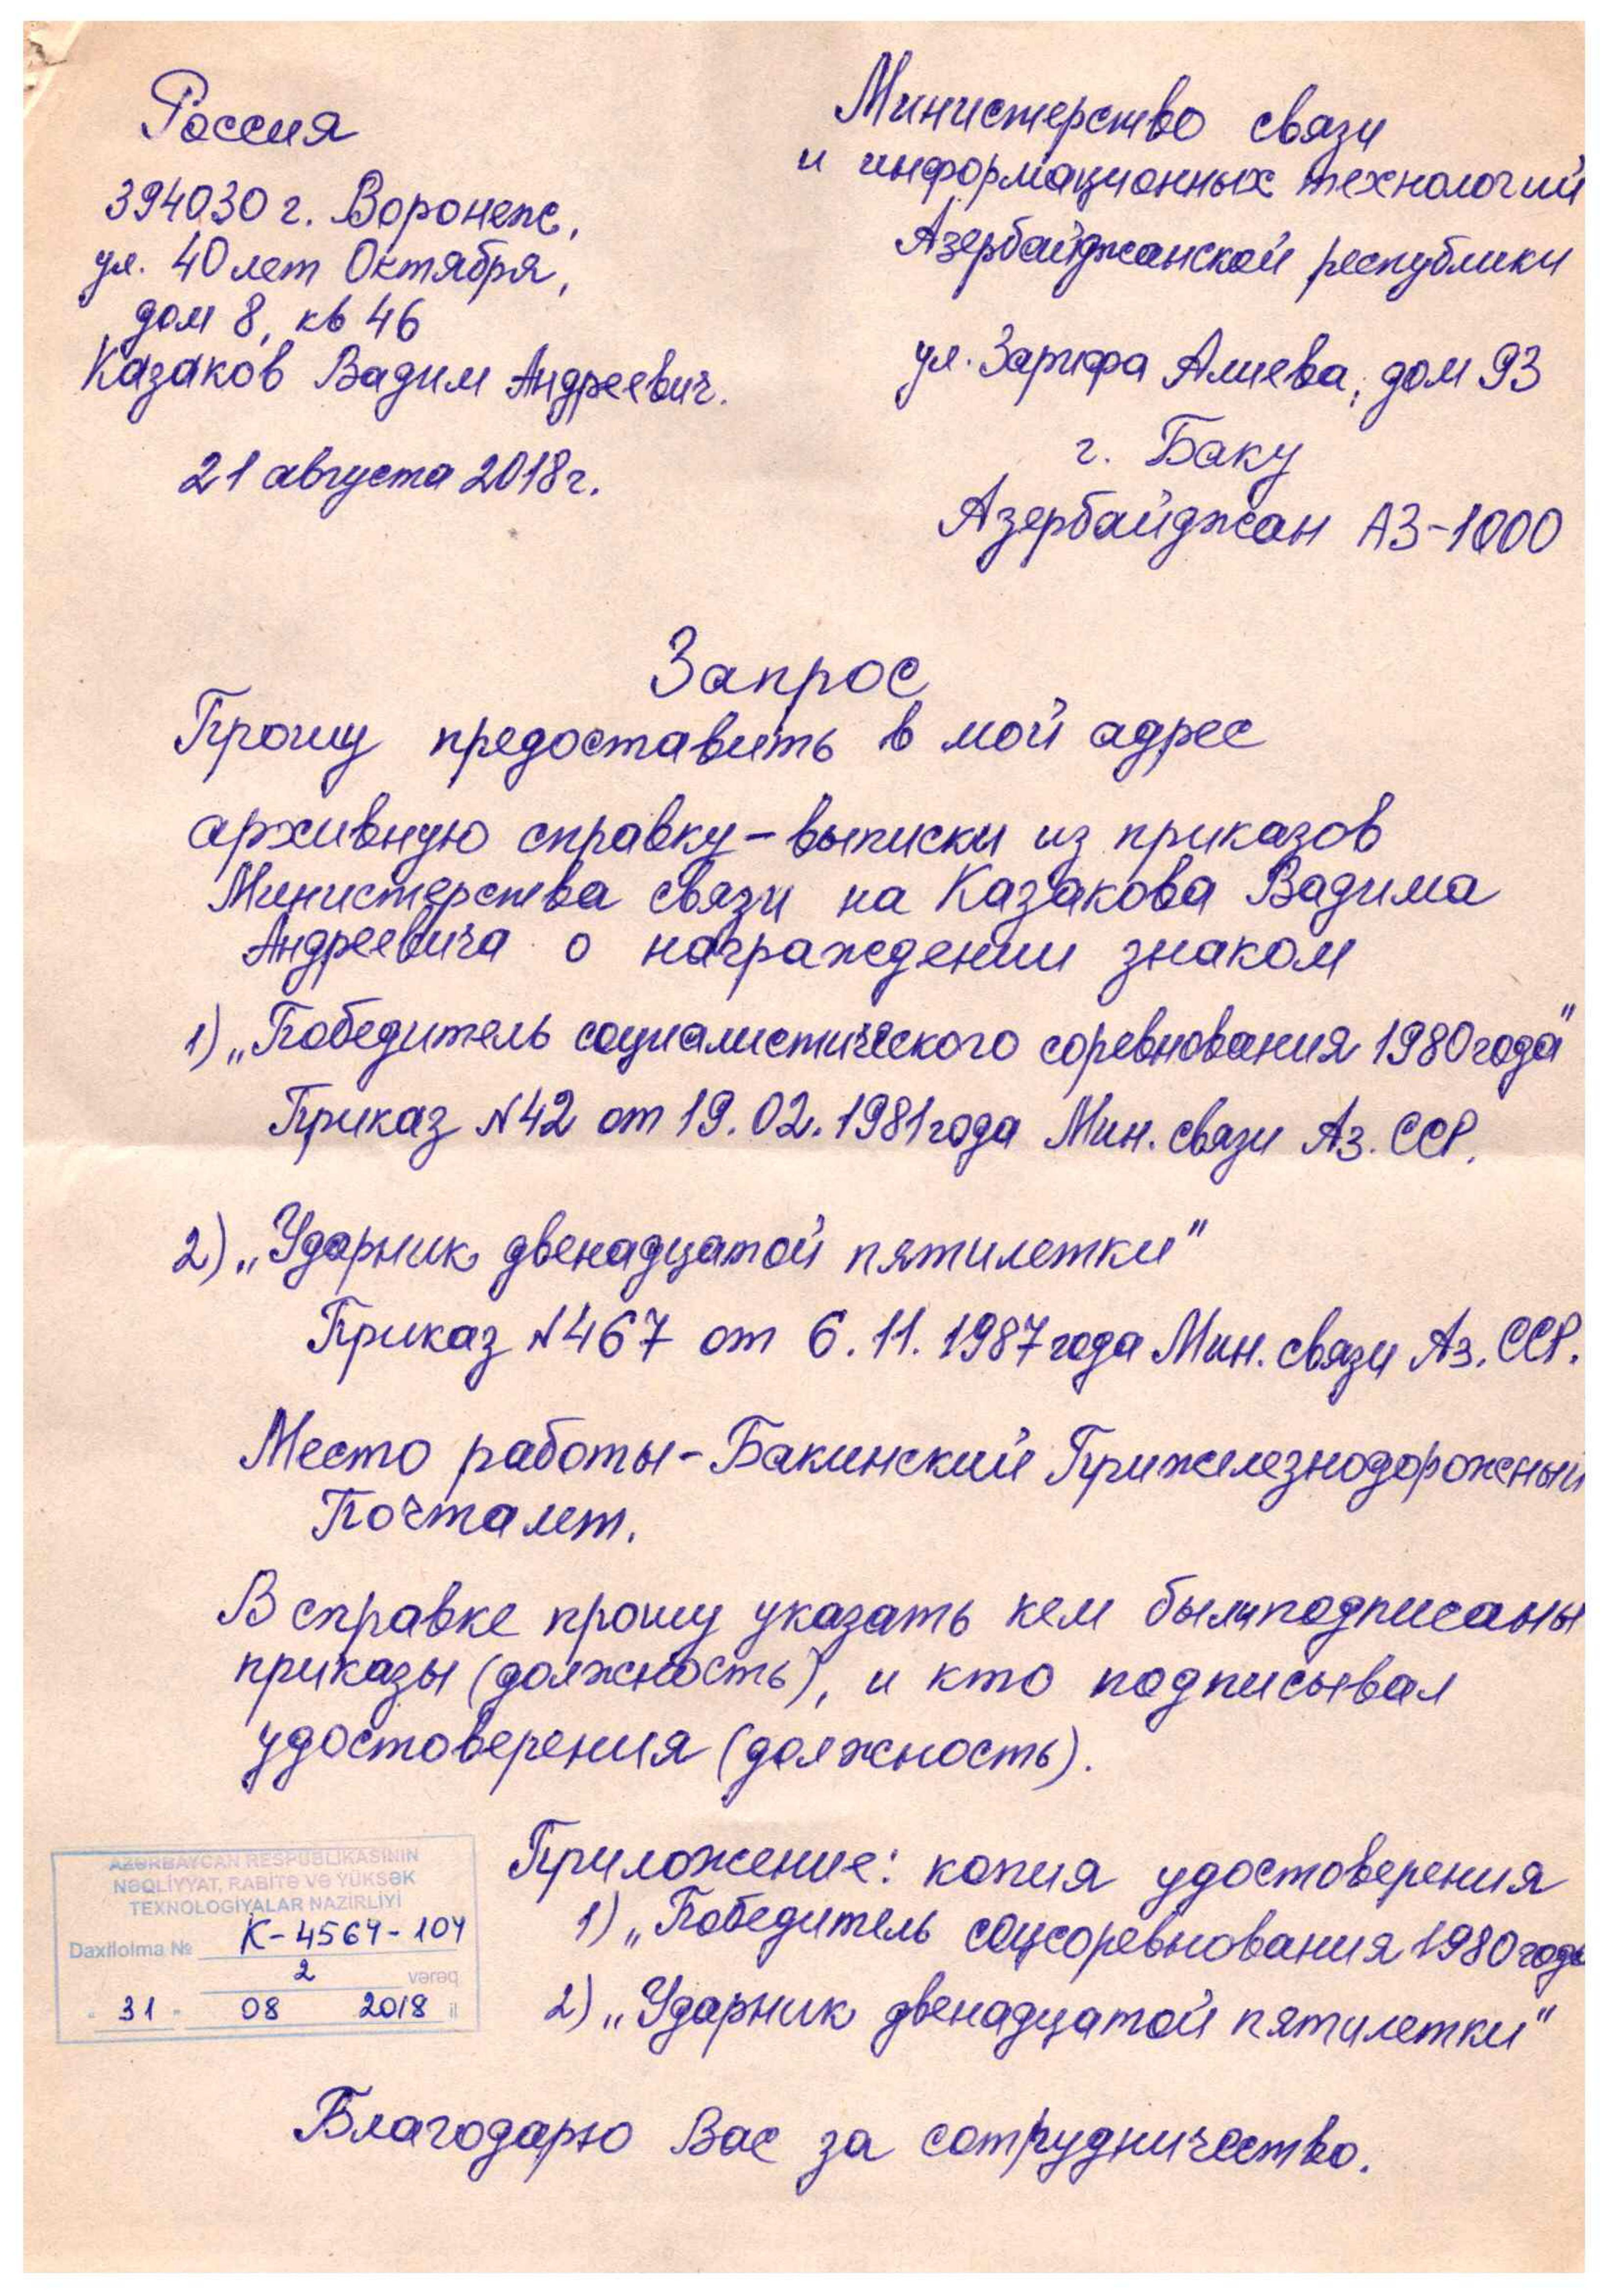 Россия
394030 г. Воронеж,
ул. 40 лет Октября,
дом 8, кв 46
Казаков Вадим Андреевич.
21 августа 2018г.
Министерство связи
и информационных технологий
Азербайджанской республики
ул. Зарифа Алиева, дом 93
г. Баку
Азербайджан АЗ-1000
Запрос
Прошу предоставить в мой адрес
архивную справку-выписки из приказов
Министерства связи на Казакова Вадима
Андреевича о награждении знаком
1) „Победитель социалистического соревнования 1980 года"
Приказ №42 от 19.02.1981 года Мин. связи Аз. ССР.
2) „Ударник двенадцатой пятилетки"
Приказ №467 от 6.11.1987 года Мин. связи Аз. ССР.
Место работы - Бакинский Прижелезнодорожный
Почтамт.
В справке прошу указать кем были подписаны
приказы (должность), и кто подписывал
удостоверения (должность).
Приложение: копия удостоверения
1) „Победитель соцсоревнования 1980 года
2) „Ударник двенадцатой пятилетки"
AZƏRBAYCAN RESPUBLİKASININ
NƏQLİYYAT, RABİTƏ VƏ YÜKSƏK
TEXNOLOGİYALAR NAZİRLİYİ
Daxilolma № К-4564-104
2 vərəq
" 31 " 08 2018 il
Благодарю Вас за сотрудничество.